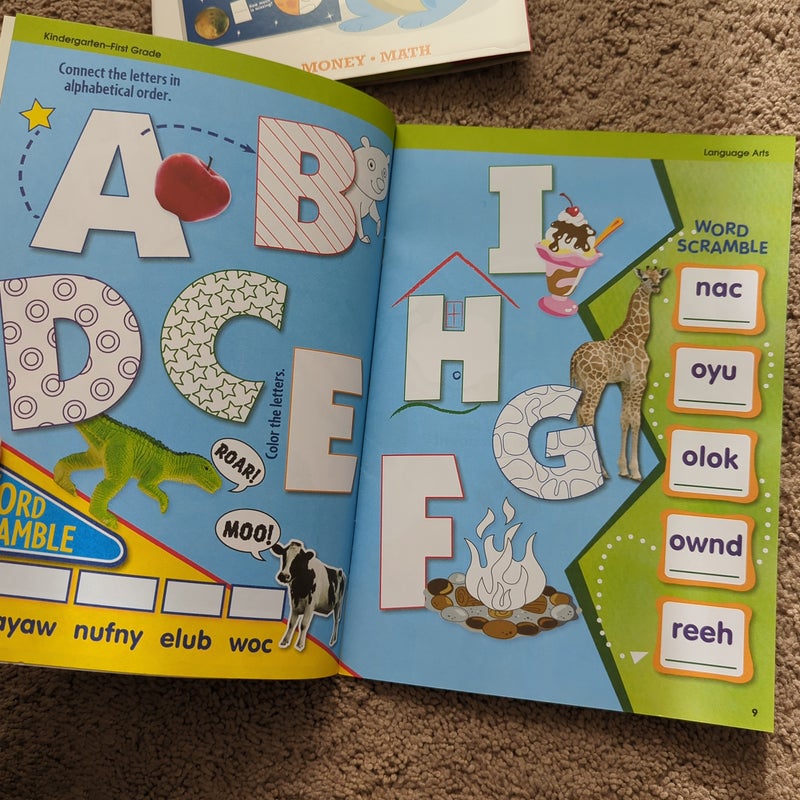 MONEY • MATH
Kindergarten–First Grade
Connect the letters in
alphabetical order.
A
B
D
C
E
Color the letters.
ROAR!
MOO!
ORD
AMBLE
ayaw nufny elub woc
Language Arts
I
H
G
F
WORD
SCRAMBLE
nac
oyu
olok
ownd
reeh
9